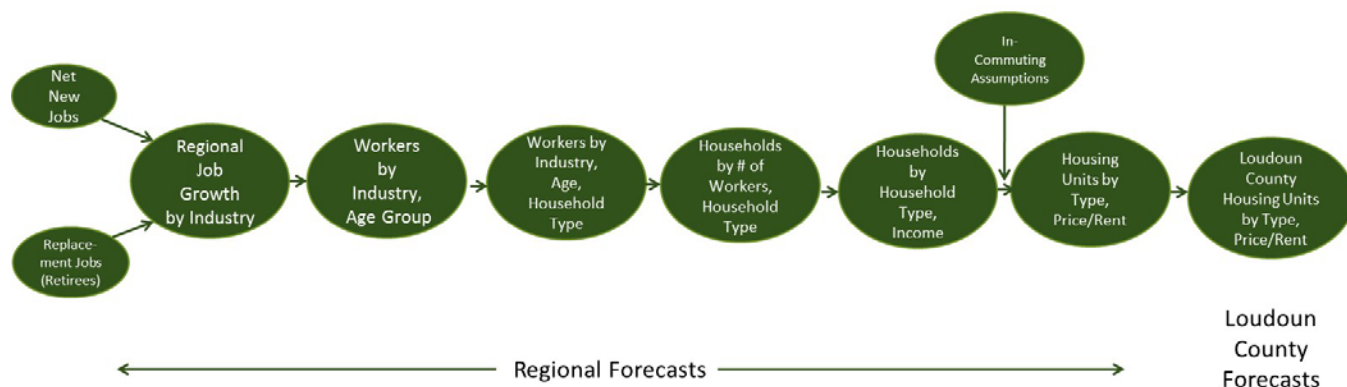 Net
New
Jobs
Replace-
ment Jobs
(Retirees)
Regional
Job
Growth
by Industry
Workers
by
Industry,
Age Group
Workers by
Industry,
Age,
Household
Type
Households
by # of
Workers,
Household
Type
Households
by
Household
Type,
Income
In-
Commuting
Assumptions
Housing
Units by
Type,
Price/Rent
Loudoun
County
Housing Units
by Type,
Price/Rent
Regional Forecasts
Loudoun
County
Forecasts